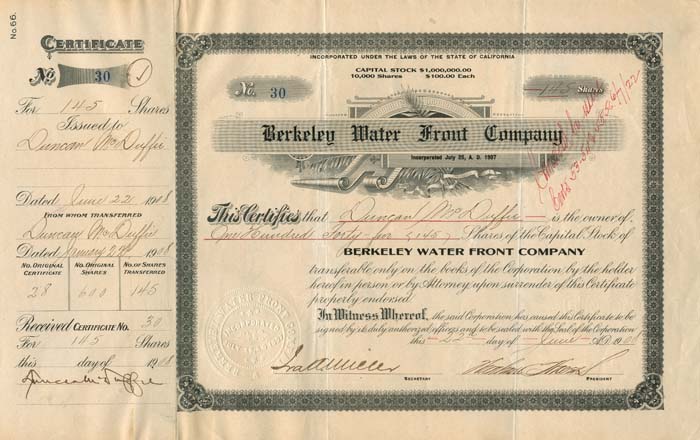 No 66.
CERTIFICATE
No. 30
For 145 Shares
Issued to
Duncan McDuffie
Dated June 22 1908
FROM WHOM TRANSFERRED
Duncan McDuffie
Dated January 29th 1908
NO. ORIGINAL CERTIFICATE NO. ORIGINAL SHARES NO. OF SHARES TRANSFERRED
28 600 145
Received CERTIFICATE NO. 30
For 145 Shares
this day of 1908
Duncan McDuffie
INCORPORATED UNDER THE LAWS OF THE STATE OF CALIFORNIA
CAPITAL STOCK $1,000,000.00
10,000 Shares $100.00 Each
No. 30
145 Shares
Berkeley Water Front Company
Incorporated July 25, A. D. 1907
This Certifies that Duncan McDuffie is the owner of
One Hundred Forty-five (145) Shares of the Capital Stock of
BERKELEY WATER FRONT COMPANY
transferable only on the books of the Corporation by the holder
hereof in person or by Attorney upon surrender of this Certificate
properly endorsed.
In Witness Whereof, the said Corporation has caused this Certificate to be
signed by its duly authorized officers and to be sealed with the Seal of the Corporation
this 22nd day of June A.D. 1908
SECRETARY PRESIDENT